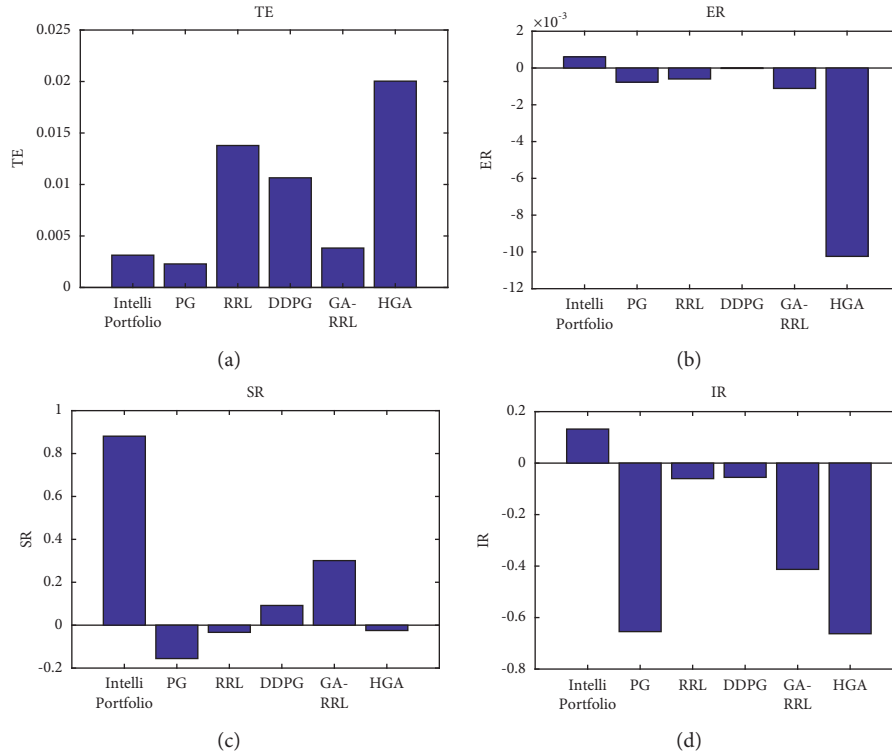 TE
0.025
0.02
0.015
0.01
0.005
0
TE
Intelli
Portfolio
PG
RRL
DDPG
GA-
RRL
HGA
(a)
ER
×10⁻³
2
0
-2
-4
-6
-8
-10
-12
ER
Intelli
Portfolio
PG
RRL
DDPG
GA-
RRL
HGA
(b)
SR
1
0.8
0.6
0.4
0.2
0
-0.2
SR
Intelli
Portfolio
PG
RRL
DDPG
GA-
RRL
HGA
(c)
IR
0.2
0
-0.2
-0.4
-0.6
-0.8
IR
Intelli
Portfolio
PG
RRL
DDPG
GA-
RRL
HGA
(d)